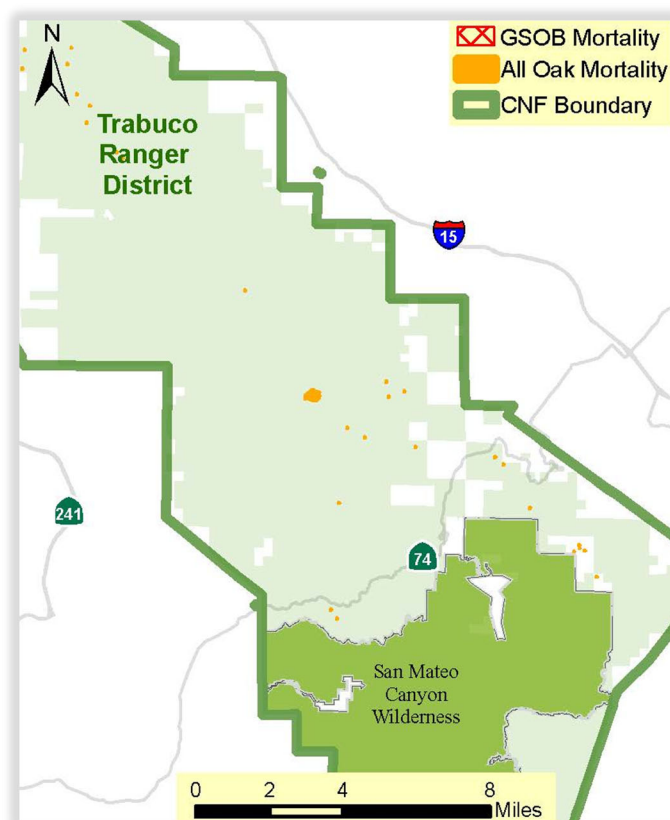 N
GSOB Mortality
All Oak Mortality
CNF Boundary
Trabuco
Ranger
District
15
241
74
San Mateo
Canyon
Wilderness
0 2 4 8
Miles